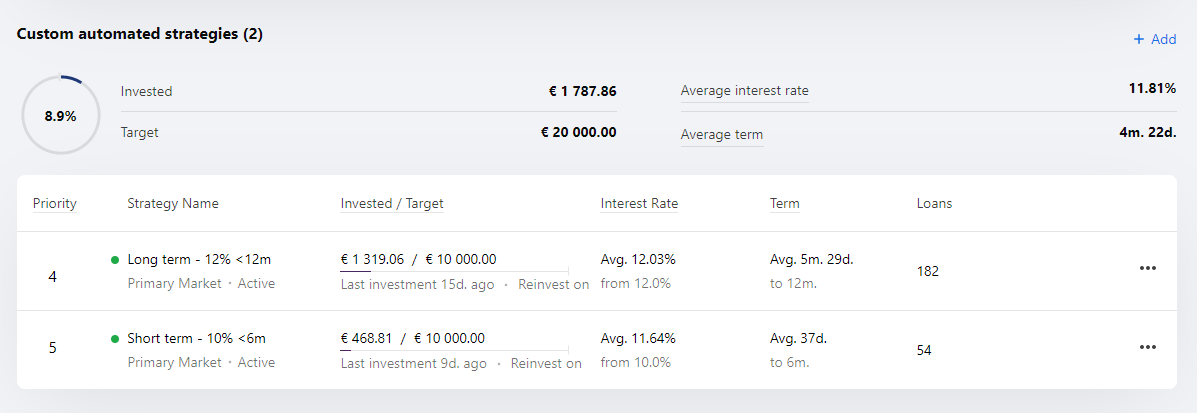 Custom automated strategies (2)
+ Add
8.9%
Invested € 1 787.86
Average interest rate 11.81%
Target € 20 000.00
Average term 4m. 22d.
Priority Strategy Name Invested / Target Interest Rate Term Loans
4 Long term - 12% <12m € 1 319.06 / € 10 000.00 Avg. 12.03% Avg. 5m. 29d. 182
Primary Market • Active Last investment 15d. ago • Reinvest on from 12.0% to 12m.
5 Short term - 10% <6m € 468.81 / € 10 000.00 Avg. 11.64% Avg. 37d. 54
Primary Market • Active Last investment 9d. ago • Reinvest on from 10.0% to 6m.